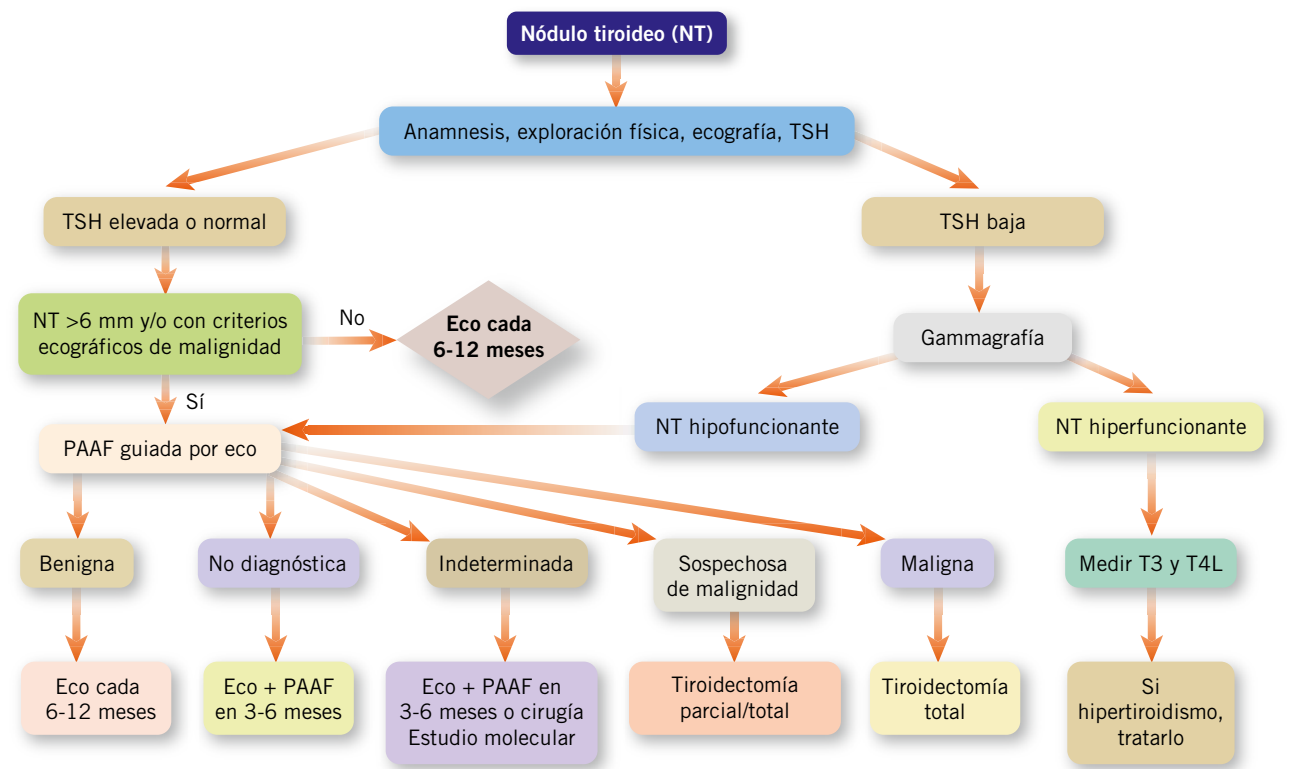 Nódulo tiroideo (NT)
Anamnesis, exploración física, ecografía, TSH
TSH elevada o normal
TSH baja
NT >6 mm y/o con criterios
ecográficos de malignidad
No
Eco cada
6-12 meses
Gammagrafía
Sí
NT hipofuncionante
NT hiperfuncionante
PAAF guiada por eco
Benigna
No diagnóstica
Indeterminada
Sospechosa
de malignidad
Maligna
Medir T3 y T4L
Eco cada
6-12 meses
Eco + PAAF
en 3-6 meses
Eco + PAAF en
3-6 meses o cirugía
Estudio molecular
Tiroidectomía
parcial/total
Tiroidectomía
total
Si
hipertiroidismo,
tratarlo